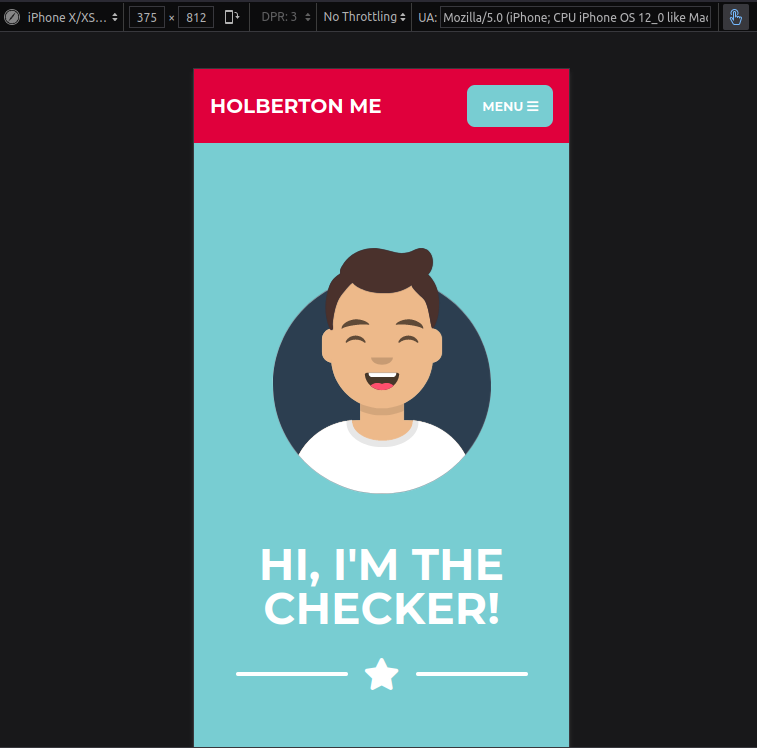 iPhone X/XS... 375 × 812 DPR: 3 No Throttling UA: Mozilla/5.0 (iPhone; CPU iPhone OS 12_0 like Mac
HOLBERTON ME MENU
HI, I'M THE
CHECKER!